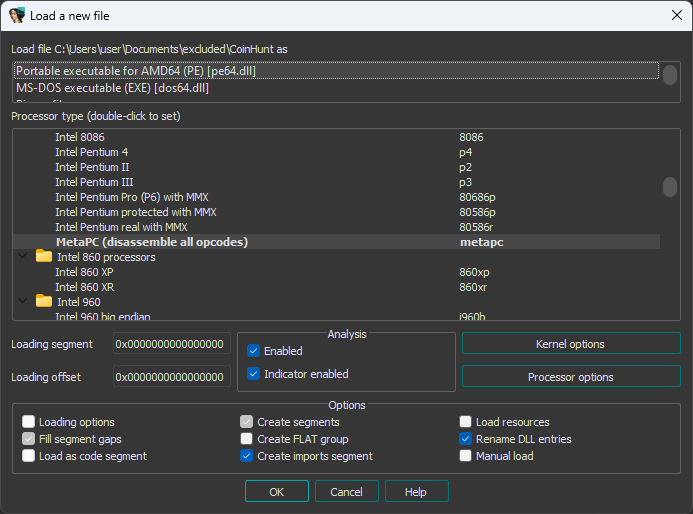 Load a new file
Load file C:\Users\user\Documents\excluded\CoinHunt as
Portable executable for AMD64 (PE) [pe64.dll]
MS-DOS executable (EXE) [dos64.dll]
Processor type (double-click to set)
Intel 8086 8086
Intel Pentium 4 p4
Intel Pentium II p2
Intel Pentium III p3
Intel Pentium Pro (P6) with MMX 80686p
Intel Pentium protected with MMX 80586p
Intel Pentium real with MMX 80586r
MetaPC (disassemble all opcodes) metapc
Intel 860 processors
Intel 860 XP 860xp
Intel 860 XR 860xr
Intel 960
Intel 960 big endian i960b
Loading segment 0x0000000000000000
Loading offset 0x0000000000000000
Analysis
Enabled
Indicator enabled
Kernel options
Processor options
Options
Loading options
Fill segment gaps
Load as code segment
Create segments
Create FLAT group
Create imports segment
Load resources
Rename DLL entries
Manual load
OK
Cancel
Help